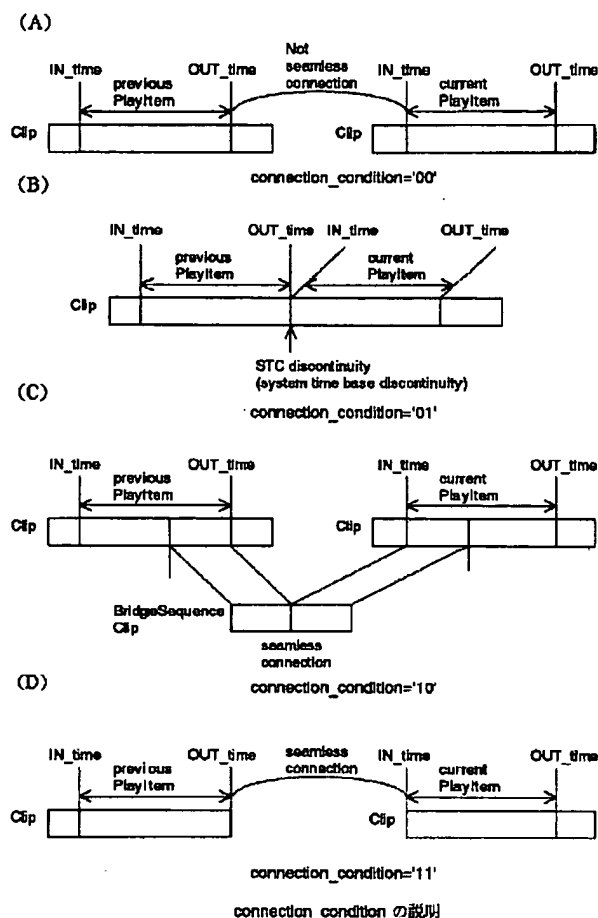 (A)
Not
seamless
connection
IN_time
previous
PlayItem
OUT_time
IN_time
current
PlayItem
OUT_time
Clip
connection_condition='00'
(B)
IN_time
OUT_time
IN_time
OUT_time
previous
PlayItem
current
PlayItem
Clip
STC discontinuity
(system time base discontinuity)
(C)
connection_condition='01'
IN_time
previous
PlayItem
OUT_time
IN_time
current
PlayItem
OUT_time
Clip
Clip
BridgeSequence
Clip
seamless
connection
(D)
connection_condition='10'
IN_time
previous
PlayItem
OUT_time
seamless
connection
IN_time
current
PlayItem
OUT_time
Clip
Clip
connection_condition='11'
connection_condition の説明